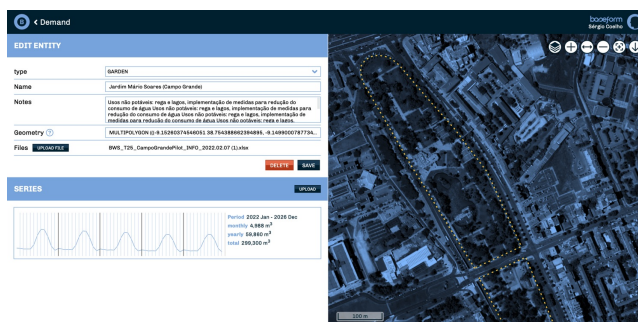 B < Demand
baseform
Sérgio Coelho
EDIT ENTITY
type
GARDEN
Name
Jardim Mário Soares (Campo Grande)
Notes
Usos não potáveis: rega e lagos, implementação de medidas para redução do
consumo de água Usos não potáveis: rega e lagos, implementação de medidas para
redução do consumo de água Usos não potáveis: rega e lagos, implementação de
medidas para redução do consumo de água Usos não potáveis: rega e lagos,
Geometry ?
MULTIPOLYGON (((-9.15260374546051 38.754388662394895, -9.1499000787734...
Files
UPLOAD FILE
BWS_T25_CampoGrandePilot_INFO_2022.02.07 (1).xlsx
DELETE
SAVE
SERIES
UPLOAD
Period 2022 Jan - 2026 Dec
monthly 4,988 m³
yearly 59,860 m³
total 299,300 m³
100 m